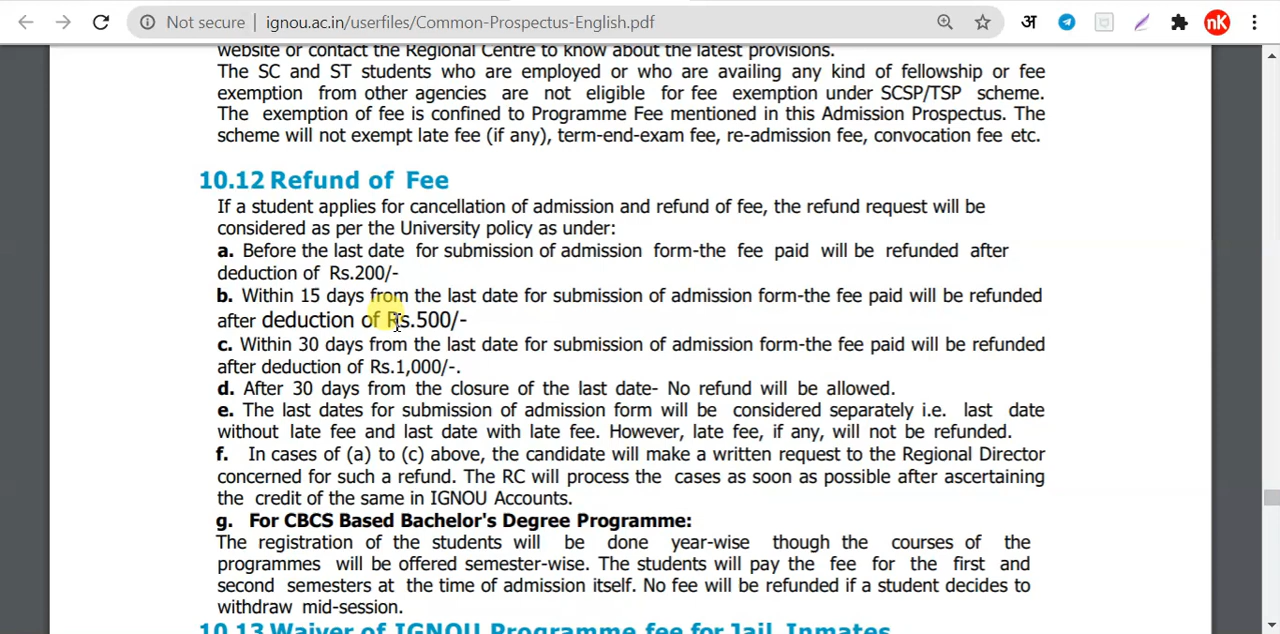 Not secure | ignou.ac.in/userfiles/Common-Prospectus-English.pdf
अ
nK
website or contact the Regional Centre to know about the latest provisions.
The SC and ST students who are employed or who are availing any kind of fellowship or fee
exemption from other agencies are not eligible for fee exemption under SCSP/TSP scheme.
The exemption of fee is confined to Programme Fee mentioned in this Admission Prospectus. The
scheme will not exempt late fee (if any), term-end-exam fee, re-admission fee, convocation fee etc.
10.12 Refund of Fee
If a student applies for cancellation of admission and refund of fee, the refund request will be
considered as per the University policy as under:
a. Before the last date for submission of admission form-the fee paid will be refunded after
deduction of Rs.200/-
b. Within 15 days from the last date for submission of admission form-the fee paid will be refunded
after deduction of Rs.500/-
c. Within 30 days from the last date for submission of admission form-the fee paid will be refunded
after deduction of Rs.1,000/-.
d. After 30 days from the closure of the last date- No refund will be allowed.
e. The last dates for submission of admission form will be considered separately i.e. last date
without late fee and last date with late fee. However, late fee, if any, will not be refunded.
f. In cases of (a) to (c) above, the candidate will make a written request to the Regional Director
concerned for such a refund. The RC will process the cases as soon as possible after ascertaining
the credit of the same in IGNOU Accounts.
g. For CBCS Based Bachelor's Degree Programme:
The registration of the students will be done year-wise though the courses of the
programmes will be offered semester-wise. The students will pay the fee for the first and
second semesters at the time of admission itself. No fee will be refunded if a student decides to
withdraw mid-session.
10.13 Waiver of IGNOU Programme fee for Jail Inmates